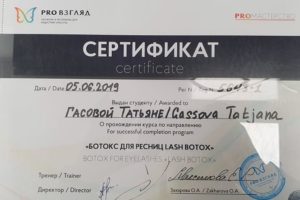 PRO ВЗГЛЯД
PRO МАСТЕРСТВО
СЕРТИФИКАТ
certificate
Дата / Date 05.06.2019
Выдан студенту / Awarded to
ГАСОВОЙ ТАТЬЯНЕ/Gassova Tatjana
О прохождении курса по направлению
For successful completion program
«БОТОКС ДЛЯ РЕСНИЦ LASH BOTOX»
BOTOX FOR EYELASHES «LASH BOTOX»
Тренер / Trainer
Директор / Director
Захарова О.А. / Zakharova O.A.